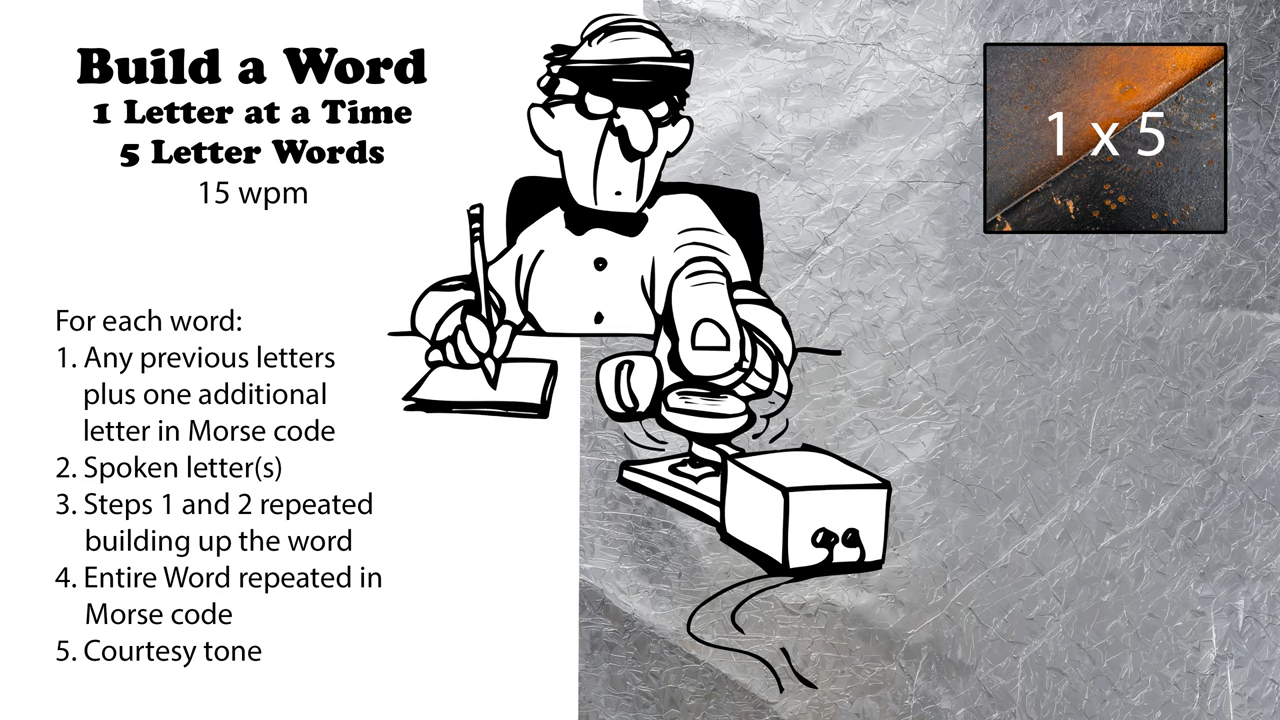 Build a Word
1 Letter at a Time
5 Letter Words
15 wpm
1 x 5
For each word:
1. Any previous letters
plus one additional
letter in Morse code
2. Spoken letter(s)
3. Steps 1 and 2 repeated
building up the word
4. Entire Word repeated in
Morse code
5. Courtesy tone